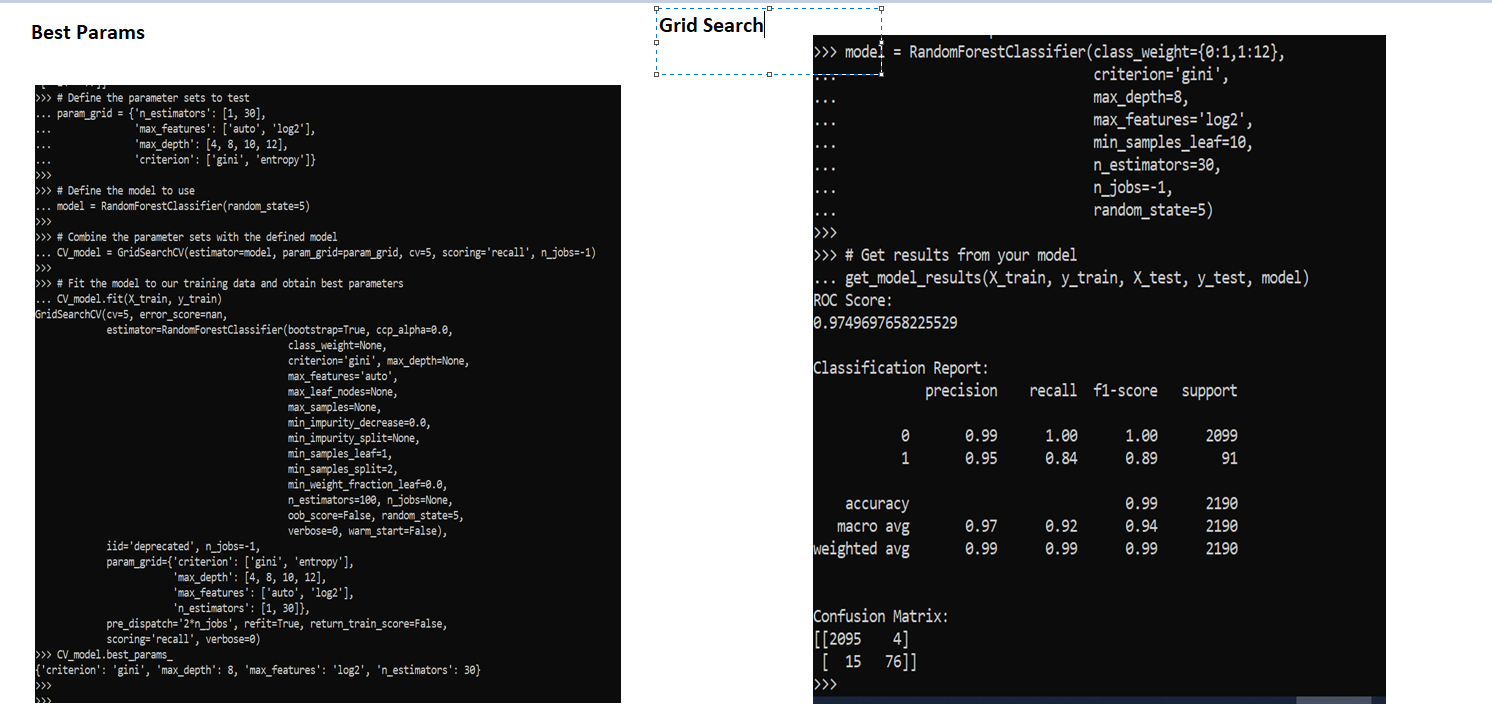 Best Params
>>> # Define the parameter sets to test
... param_grid = {'n_estimators': [1, 30],
...               'max_features': ['auto', 'log2'],
...               'max_depth': [4, 8, 10, 12],
...               'criterion': ['gini', 'entropy']}
>>>
>>> # Define the model to use
... model = RandomForestClassifier(random_state=5)
>>>
>>> # Combine the parameter sets with the defined model
... CV_model = GridSearchCV(estimator=model, param_grid=param_grid, cv=5, scoring='recall', n_jobs=-1)
>>>
>>> # Fit the model to our training data and obtain best parameters
... CV_model.fit(X_train, y_train)
GridSearchCV(cv=5, error_score=nan,
estimator=RandomForestClassifier(bootstrap=True, ccp_alpha=0.0,
class_weight=None,
criterion='gini', max_depth=None,
max_features='auto',
max_leaf_nodes=None,
max_samples=None,
min_impurity_decrease=0.0,
min_impurity_split=None,
min_samples_leaf=1,
min_samples_split=2,
min_weight_fraction_leaf=0.0,
n_estimators=100, n_jobs=None,
oob_score=False, random_state=5,
verbose=0, warm_start=False),
iid='deprecated', n_jobs=-1,
param_grid={'criterion': ['gini', 'entropy'],
'max_depth': [4, 8, 10, 12],
'max_features': ['auto', 'log2'],
'n_estimators': [1, 30]},
pre_dispatch='2*n_jobs', refit=True, return_train_score=False,
scoring='recall', verbose=0)
>>> CV_model.best_params_
{'criterion': 'gini', 'max_depth': 8, 'max_features': 'log2', 'n_estimators': 30}
>>>
>>>
Grid Search
>>> model = RandomForestClassifier(class_weight={0:1,1:12},
... criterion='gini',
... max_depth=8,
... max_features='log2',
... min_samples_leaf=10,
... n_estimators=30,
... n_jobs=-1,
... random_state=5)
>>>
>>> # Get results from your model
... get_model_results(X_train, y_train, X_test, y_test, model)
ROC Score:
0.9749697658225529
Classification Report:
precision recall f1-score support
0 0.99 1.00 1.00 2099
1 0.95 0.84 0.89 91
accuracy 0.99 2190
macro avg 0.97 0.92 0.94 2190
weighted avg 0.99 0.99 0.99 2190
Confusion Matrix:
[[2095 4]
[ 15 76]]
>>>